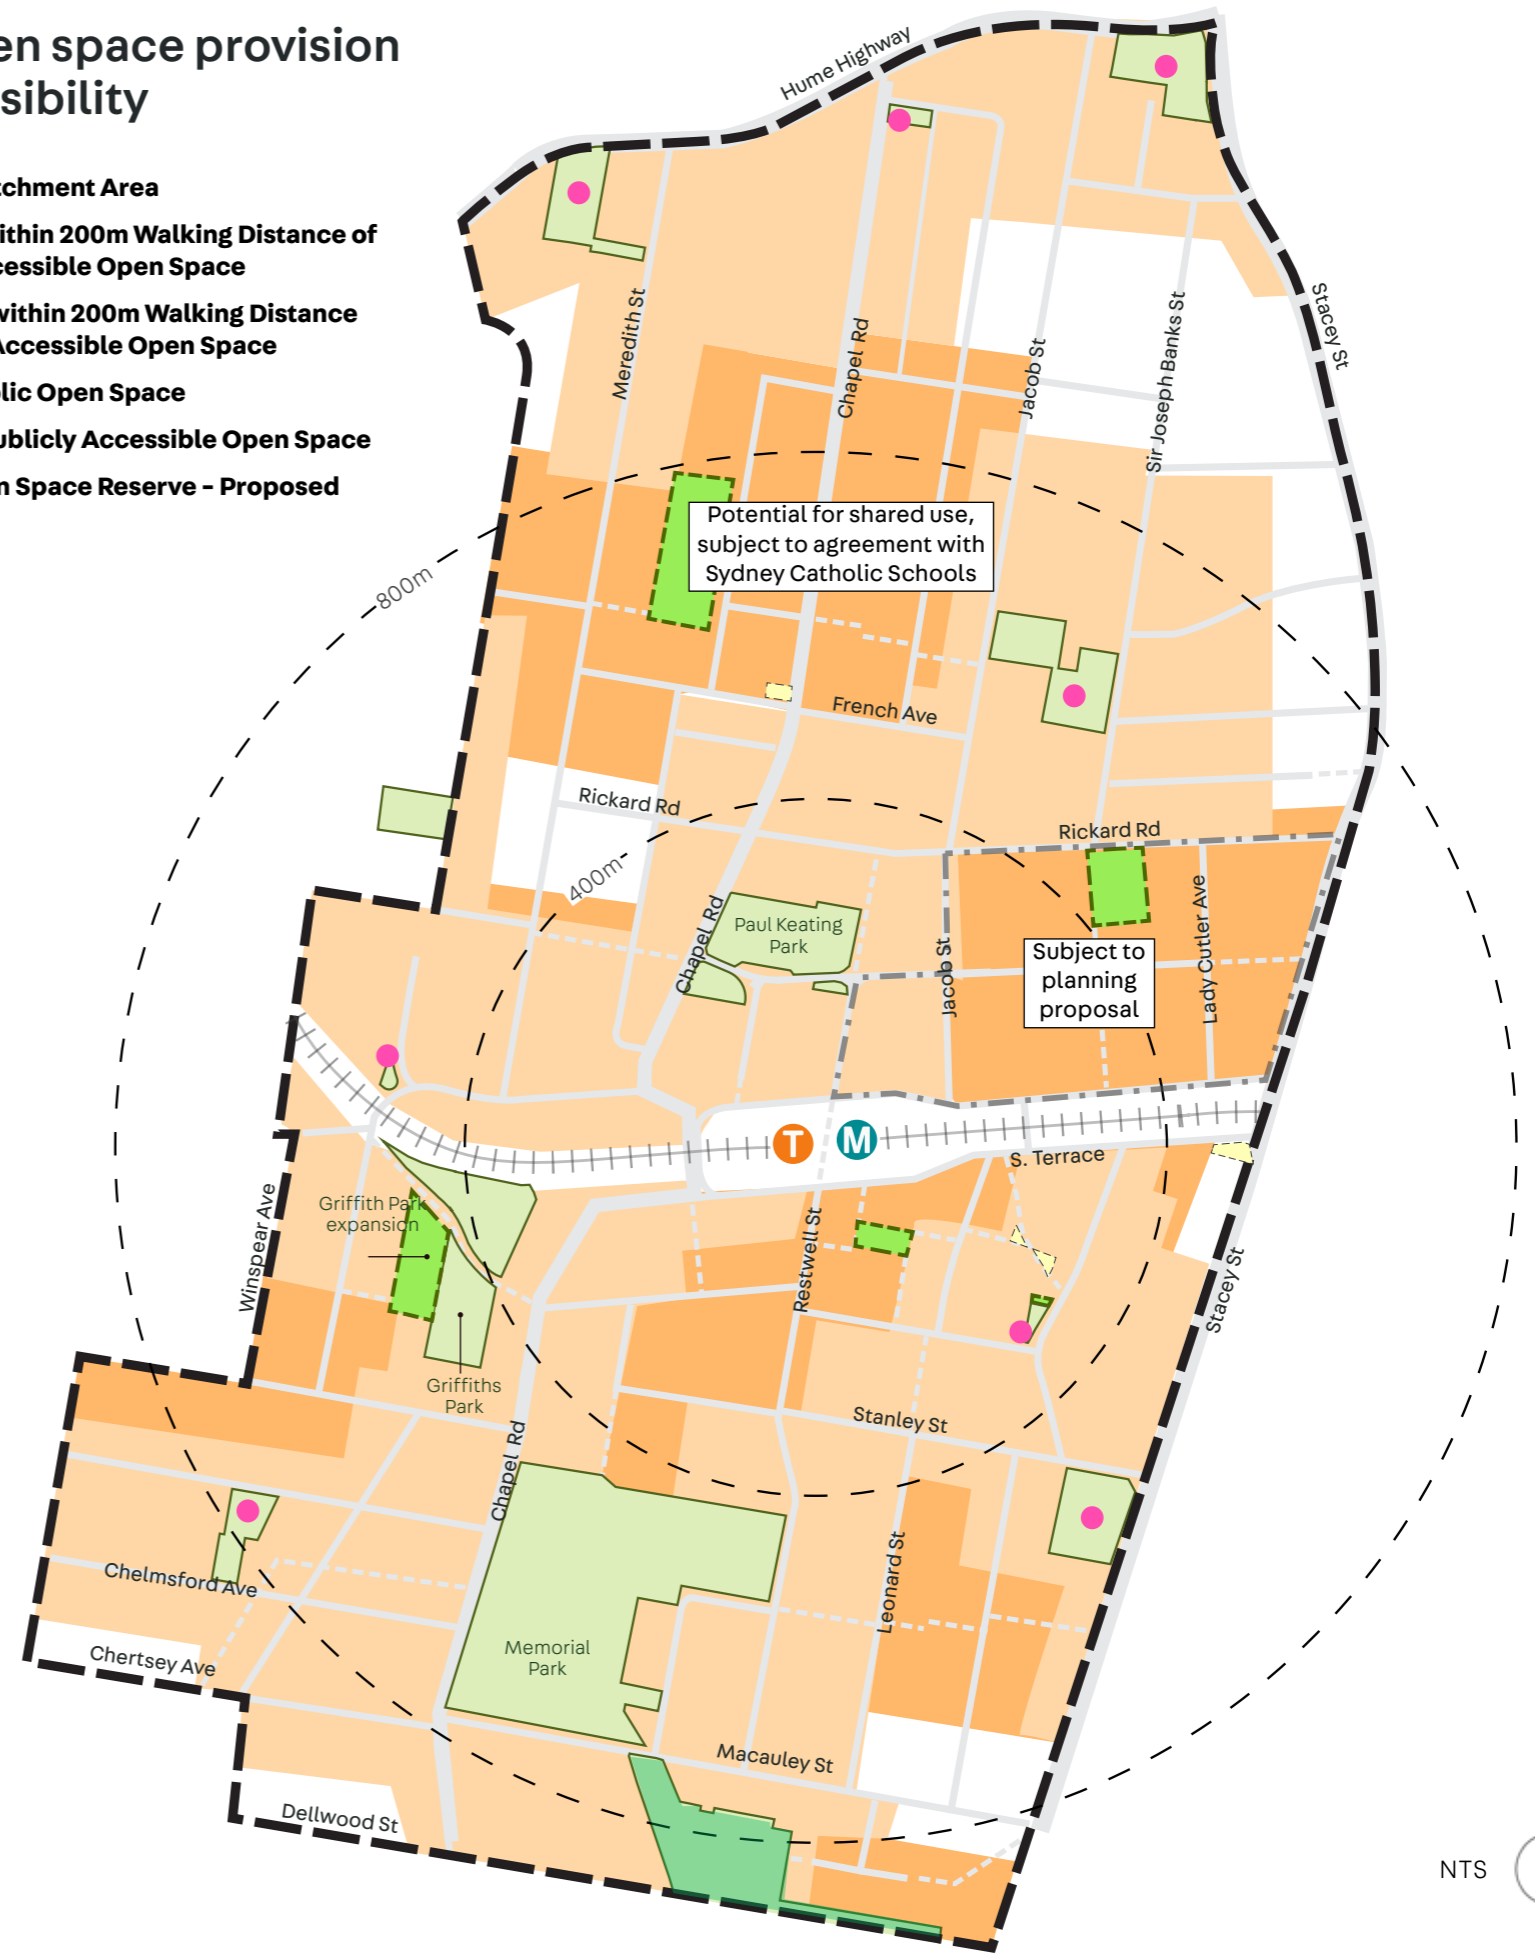 en space provision
sibility
tchment Area
ithin 200m Walking Distance of
cessible Open Space
within 200m Walking Distance
Accessible Open Space
olic Open Space
ublicly Accessible Open Space
n Space Reserve – Proposed
Hume Highway
Stacey St
Meredith St
Chapel Rd
Jacob St
Sir Joseph Banks St
Potential for shared use,
subject to agreement with
Sydney Catholic Schools
800m
French Ave
Rickard Rd
Rickard Rd
400m
Chapel Rd
Paul Keating
Park
Jacob St
Subject to
planning
proposal
Lady Cutler Ave
T
M
S. Terrace
Griffith Park
expansion
Winspear Ave
Restwell St
Stacey St
Griffiths
Park
Chapel Rd
Stanley St
Leonard St
Chelmsford Ave
Chertsey Ave
Memorial
Park
Macauley St
Dellwood St
NTS